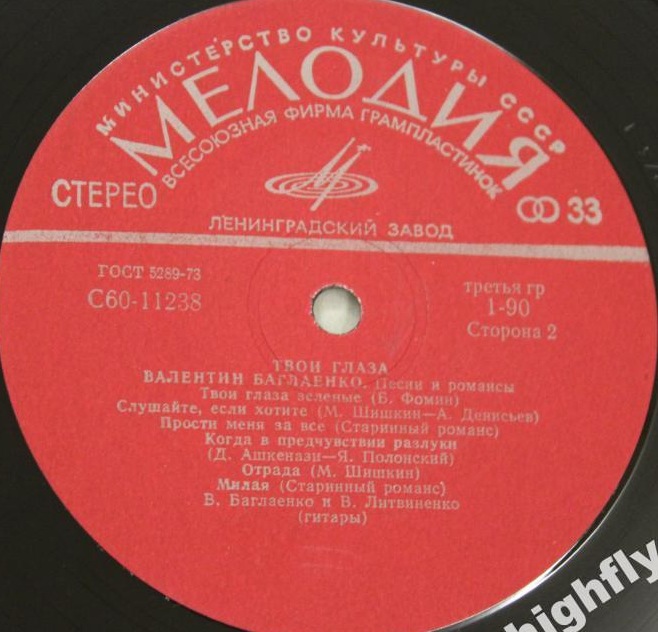 МИНИСТЕРСТВО КУЛЬТУРЫ СССР
МЕЛОДИЯ
ВСЕСОЮЗНАЯ ФИРМА ГРАМПЛАСТИНОК
СТЕРЕО
33
ЛЕНИНГРАДСКИЙ ЗАВОД
ГОСТ 5289-73
С60-11238
третья гр
1-90
Сторона 2
ТВОИ ГЛАЗА
ВАЛЕНТИН БАГЛАЕНКО. Песни и романсы
Твои глаза зеленые (Б. Фомин)
Слушайте, если хотите (М. Шишкин—А. Денисьев)
Прости меня за все (Старинный романс)
Когда в предчувствии разлуки
(Д. Ашкенази—Я. Полонский)
Отрада (М. Шишкин)
Милая (Старинный романс)
В. Баглаенко и В. Литвиненко
(гитары)
highfly